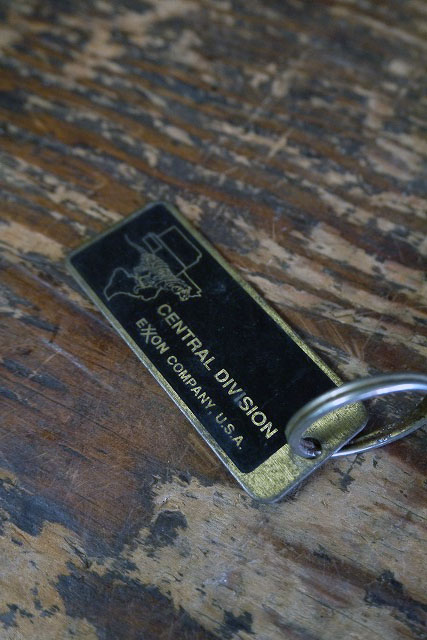 CENTRAL DIVISION
EXXON COMPANY, U.S.A.